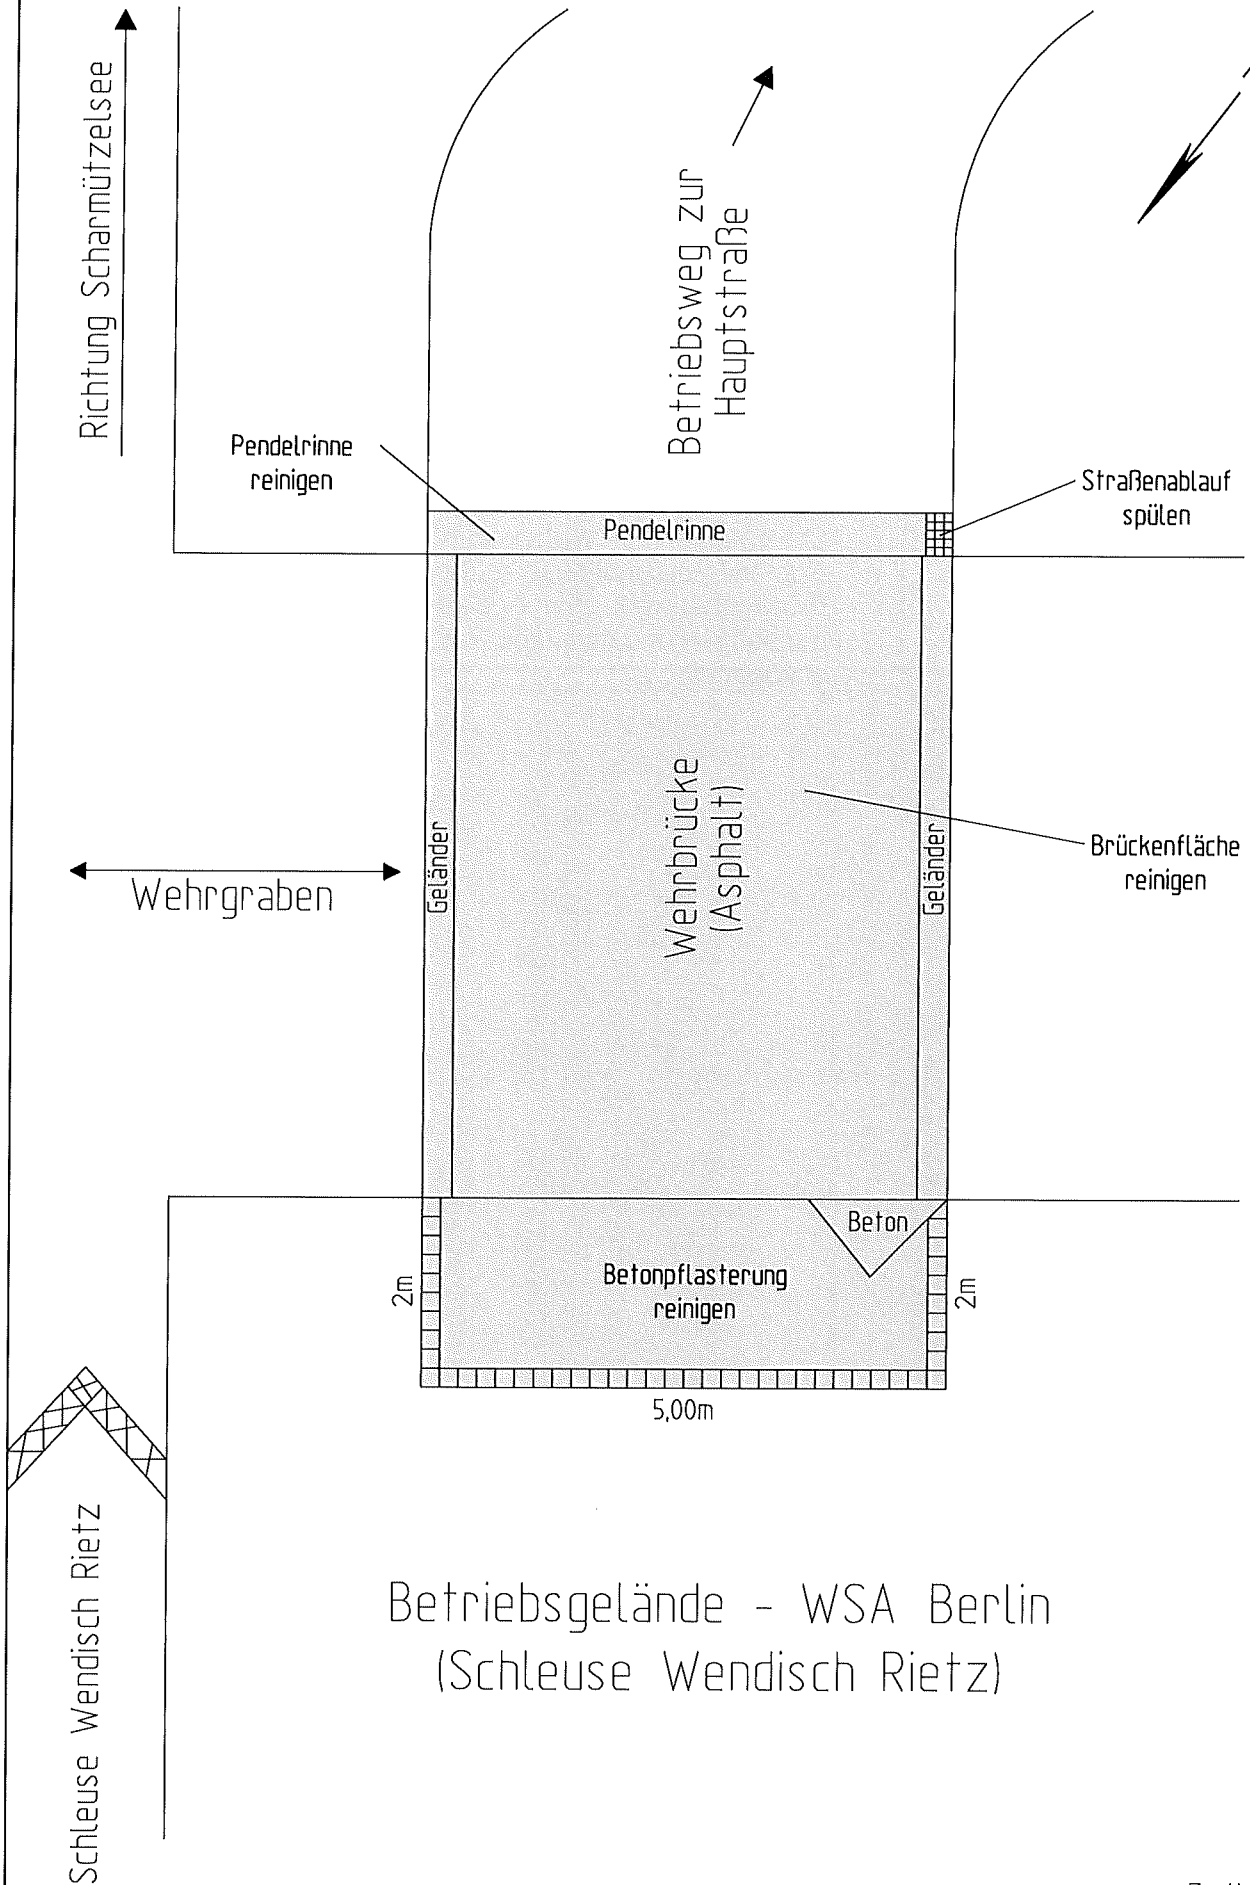 Richtung Scharmützelsee
Betriebsweg zur
Hauptstraße
Pendelrinne
reinigen
Straßenablauf
spülen
Pendelrinne
Wehrgraben
Geländer
Wehrbrücke
(Asphalt)
Geländer
Brückenfläche
reinigen
Beton
2m
Betonpflasterung
reinigen
2m
5,00m
Schleuse Wendisch Rietz
Betriebsgelände - WSA Berlin
(Schleuse Wendisch Rietz)